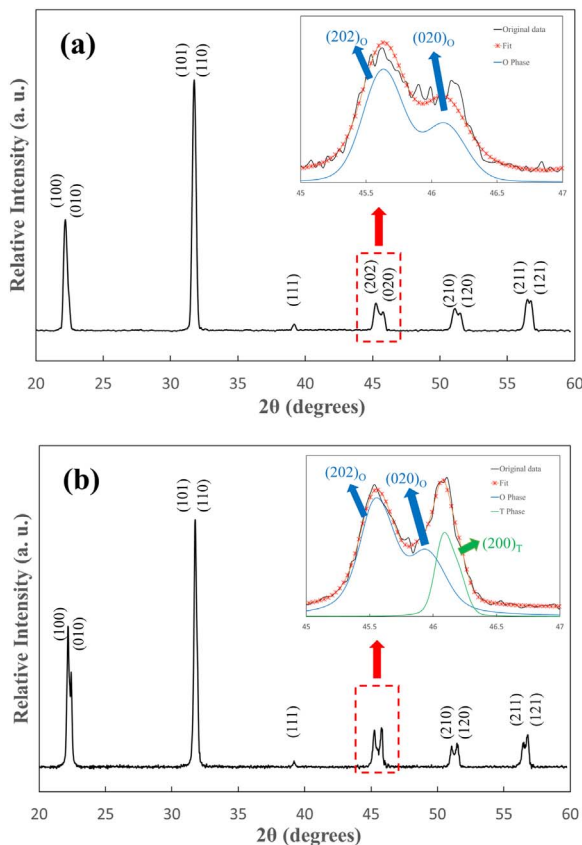 (a)
Relative Intensity (a. u.)
(100)
(010)
(101)
(110)
(111)
(202)
(020)
(210)
(120)
(211)
(121)
20 25 30 35 40 45 50 55 60
2θ (degrees)
(202)O
(020)O
Original data
Fit
O Phase
45 45.5 46 46.5 47
(b)
Relative Intensity (a. u.)
(100)
(010)
(101)
(110)
(111)
(210)
(120)
(211)
(121)
20 25 30 35 40 45 50 55 60
2θ (degrees)
(202)O
(020)O
(200)T
Original data
Fit
O Phase
T Phase
45 45.5 46 46.5 47